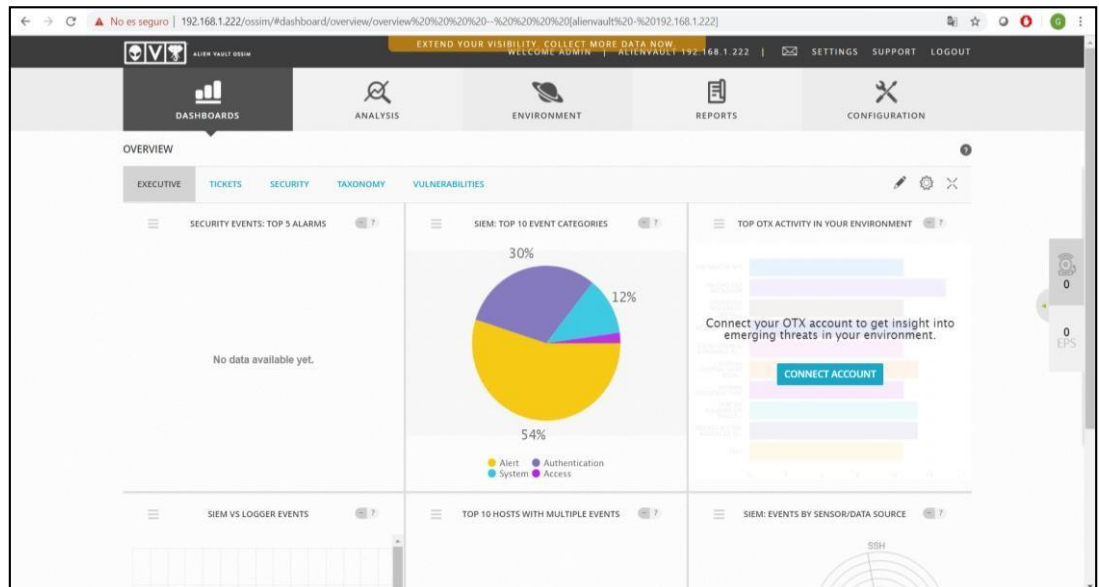 No es seguro | 192.168.1.222/ossim/#dashboard/overview/overview%20%20%20%20--%20%20%20%20[alienvault%20-%20192.168.1.222]
G
ALIEN VAULT OSSIM
EXTEND YOUR VISIBILITY. COLLECT MORE DATA NOW
WELCOME ADMIN | ALIENVAULT 192.168.1.222 | SETTINGS SUPPORT LOGOUT
DASHBOARDS ANALYSIS ENVIRONMENT REPORTS CONFIGURATION
OVERVIEW
EXECUTIVE TICKETS SECURITY TAXONOMY VULNERABILITIES
SECURITY EVENTS: TOP 5 ALARMS
No data available yet.
SIEM: TOP 10 EVENT CATEGORIES
30%
12%
54%
Alert Authentication
System Access
TOP OTX ACTIVITY IN YOUR ENVIRONMENT
Connect your OTX account to get insight into
emerging threats in your environment.
CONNECT ACCOUNT
0
0
EPS
SIEM VS LOGGER EVENTS
TOP 10 HOSTS WITH MULTIPLE EVENTS
SIEM: EVENTS BY SENSOR/DATA SOURCE
SSH